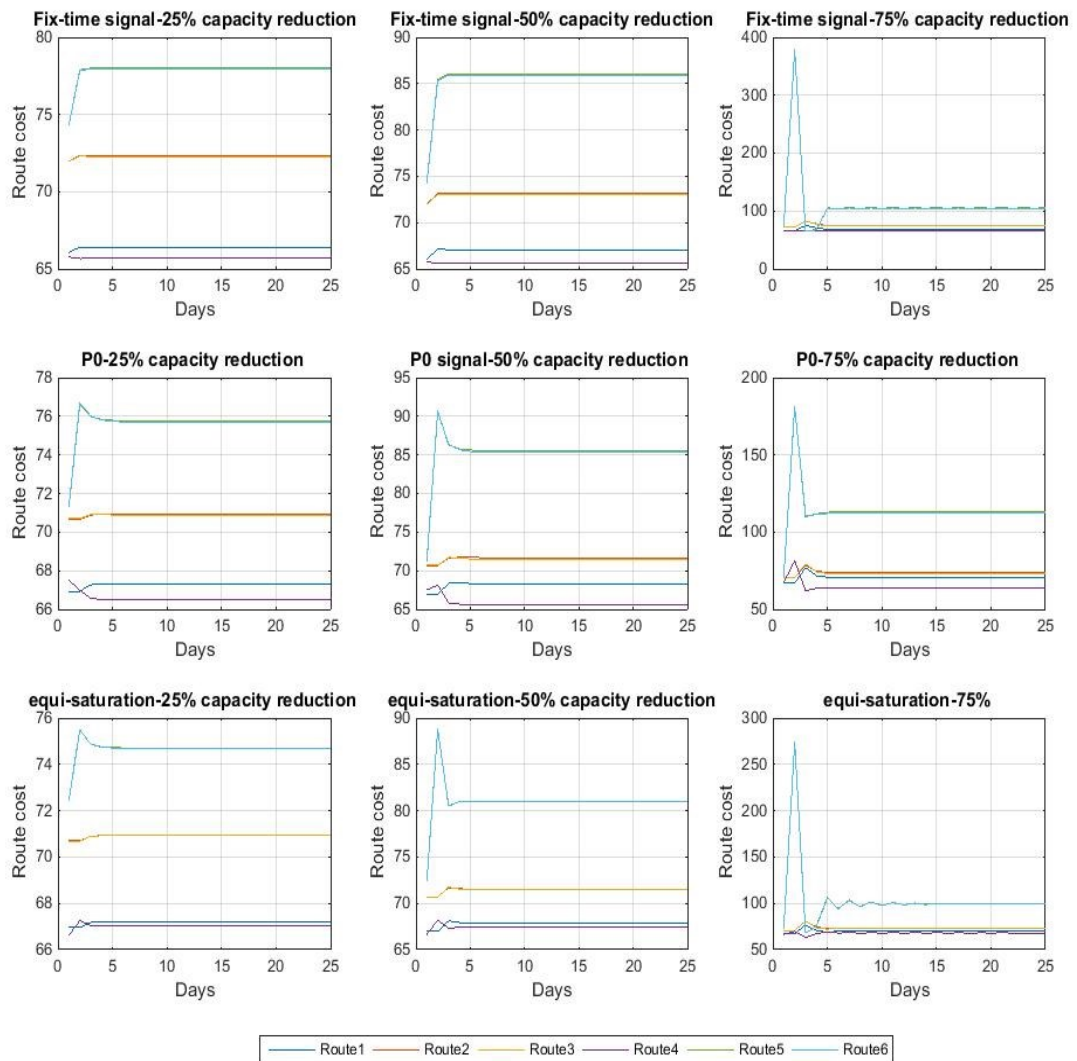 Fix-time signal-25% capacity reduction
Route cost
80
75
70
65
0 5 10 15 20 25
Days
Fix-time signal-50% capacity reduction
Route cost
90
85
80
75
70
65
0 5 10 15 20 25
Days
Fix-time signal-75% capacity reduction
Route cost
400
300
200
100
0
0 5 10 15 20 25
Days
P0-25% capacity reduction
Route cost
78
76
74
72
70
68
66
0 5 10 15 20 25
Days
P0 signal-50% capacity reduction
Route cost
95
90
85
80
75
70
65
0 5 10 15 20 25
Days
P0-75% capacity reduction
Route cost
200
150
100
50
0 5 10 15 20 25
Days
equi-saturation-25% capacity reduction
Route cost
76
74
72
70
68
66
0 5 10 15 20 25
Days
equi-saturation-50% capacity reduction
Route cost
90
85
80
75
70
65
0 5 10 15 20 25
Days
equi-saturation-75%
Route cost
300
250
200
150
100
50
0 5 10 15 20 25
Days
Route1 Route2 Route3 Route4 Route5 Route6